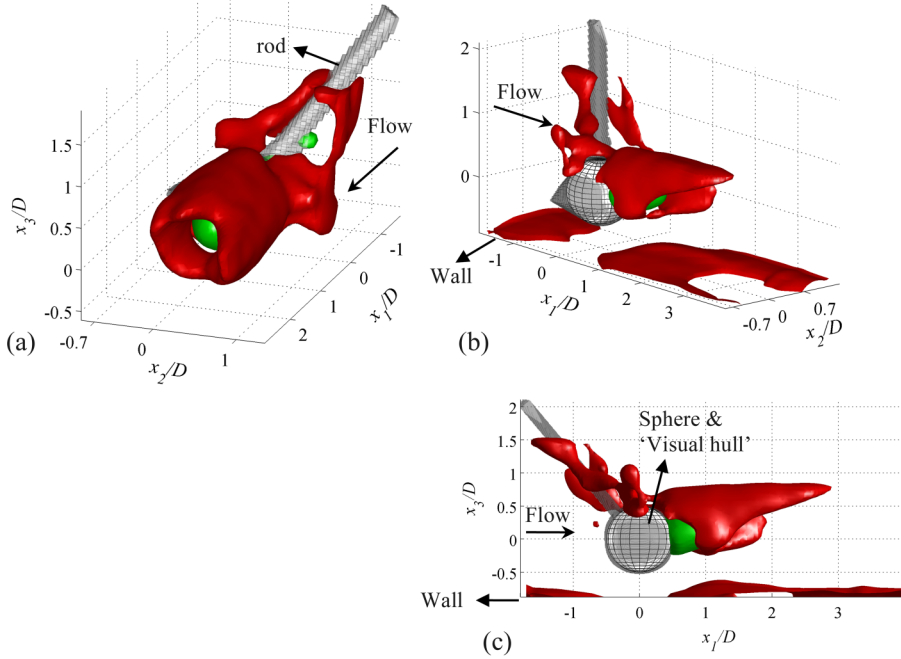 rod
Flow
1.5
1
0.5
0
-0.5
x3/D
-0.7
0
1
x2/D
2
1
0
-1
x1/D
(a)
2
1
0
Flow
Wall
-1
0
1
2
3
x1/D
-0.7
0
0.7
x2/D
(b)
Sphere &
‘Visual hull’
2
1.5
1
0.5
0
-0.5
x3/D
Flow
Wall
-1
0
1
2
3
x1/D
(c)